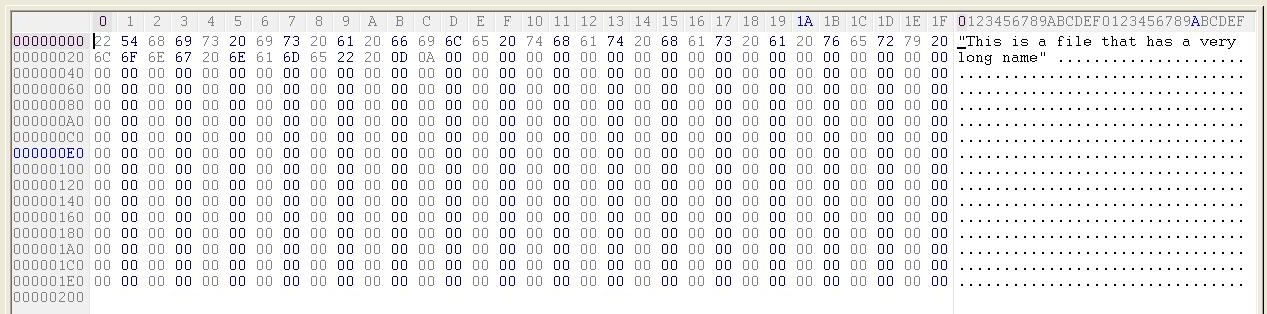 0 1 2 3 4 5 6 7 8 9 A B C D E F 10 11 12 13 14 15 16 17 18 19 1A 1B 1C 1D 1E 1F 0123456789ABCDEF0123456789ABCDEF
00000000 22 54 68 69 73 20 69 73 20 61 20 66 69 6C 65 20 74 68 61 74 20 68 61 73 20 61 20 76 65 72 79 20 "This is a file that has a very
00000020 6C 6F 6E 67 20 6E 61 6D 65 22 20 0D 0A 00 00 00 00 00 00 00 00 00 00 00 00 00 00 00 00 00 00 00 long name" .....................
00000040 00 00 00 00 00 00 00 00 00 00 00 00 00 00 00 00 00 00 00 00 00 00 00 00 00 00 00 00 00 00 00 00 ................................
00000060 00 00 00 00 00 00 00 00 00 00 00 00 00 00 00 00 00 00 00 00 00 00 00 00 00 00 00 00 00 00 00 00 ................................
00000080 00 00 00 00 00 00 00 00 00 00 00 00 00 00 00 00 00 00 00 00 00 00 00 00 00 00 00 00 00 00 00 00 ................................
000000A0 00 00 00 00 00 00 00 00 00 00 00 00 00 00 00 00 00 00 00 00 00 00 00 00 00 00 00 00 00 00 00 00 ................................
000000C0 00 00 00 00 00 00 00 00 00 00 00 00 00 00 00 00 00 00 00 00 00 00 00 00 00 00 00 00 00 00 00 00 ................................
000000E0 00 00 00 00 00 00 00 00 00 00 00 00 00 00 00 00 00 00 00 00 00 00 00 00 00 00 00 00 00 00 00 00 ................................
00000100 00 00 00 00 00 00 00 00 00 00 00 00 00 00 00 00 00 00 00 00 00 00 00 00 00 00 00 00 00 00 00 00 ................................
00000120 00 00 00 00 00 00 00 00 00 00 00 00 00 00 00 00 00 00 00 00 00 00 00 00 00 00 00 00 00 00 00 00 ................................
00000140 00 00 00 00 00 00 00 00 00 00 00 00 00 00 00 00 00 00 00 00 00 00 00 00 00 00 00 00 00 00 00 00 ................................
00000160 00 00 00 00 00 00 00 00 00 00 00 00 00 00 00 00 00 00 00 00 00 00 00 00 00 00 00 00 00 00 00 00 ................................
00000180 00 00 00 00 00 00 00 00 00 00 00 00 00 00 00 00 00 00 00 00 00 00 00 00 00 00 00 00 00 00 00 00 ................................
000001A0 00 00 00 00 00 00 00 00 00 00 00 00 00 00 00 00 00 00 00 00 00 00 00 00 00 00 00 00 00 00 00 00 ................................
000001C0 00 00 00 00 00 00 00 00 00 00 00 00 00 00 00 00 00 00 00 00 00 00 00 00 00 00 00 00 00 00 00 00 ................................
000001E0 00 00 00 00 00 00 00 00 00 00 00 00 00 00 00 00 00 00 00 00 00 00 00 00 00 00 00 00 00 00 00 00 ................................
00000200